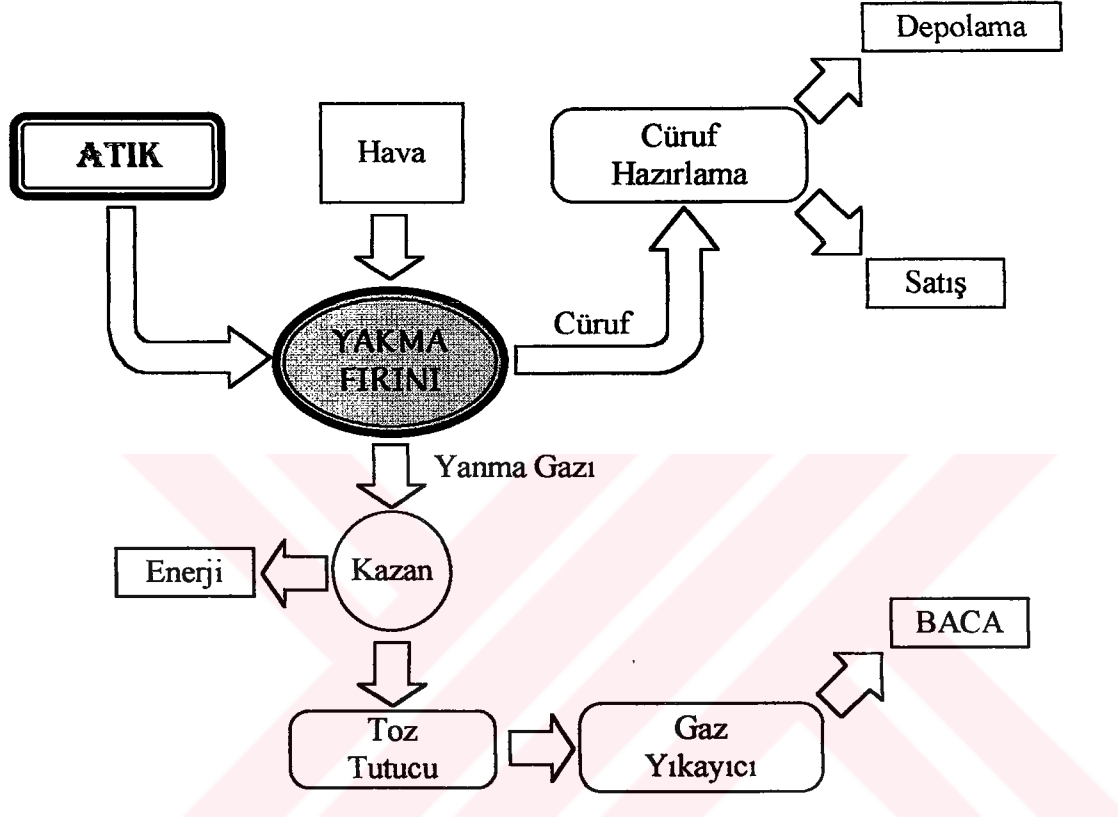 Depolama
ATIK
Hava
Cüruf
Hazırlama
Satış
Cüruf
YAKMA
FIRINI
Yanma Gazı
Enerji
Kazan
BACA
Toz
Tutucu
Gaz
Yıkayıcı